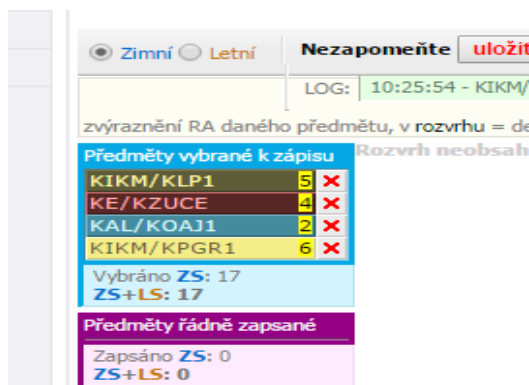 Zimní Letní Nezapomeňte uložit
LOG: 10:25:54 - KIKM/
zvýraznění RA daného předmětu, v rozvrhu = de
Předměty vybrané k zápisu Rozvrh neobsah
KIKM/KLP1 5
KE/KZUCE 4
KAL/KOAJ1 2
KIKM/KPGR1 6
Vybráno ZS: 17
ZS+LS: 17
Předměty řádně zapsané
Zapsáno ZS: 0
ZS+LS: 0